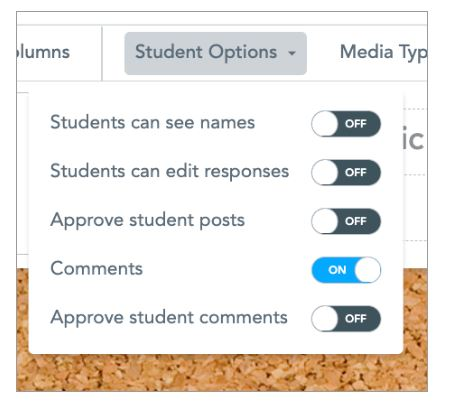 lumns Student Options Media Typ
Students can see names OFF
ic
Students can edit responses OFF
Approve student posts OFF
Comments ON
Approve student comments OFF